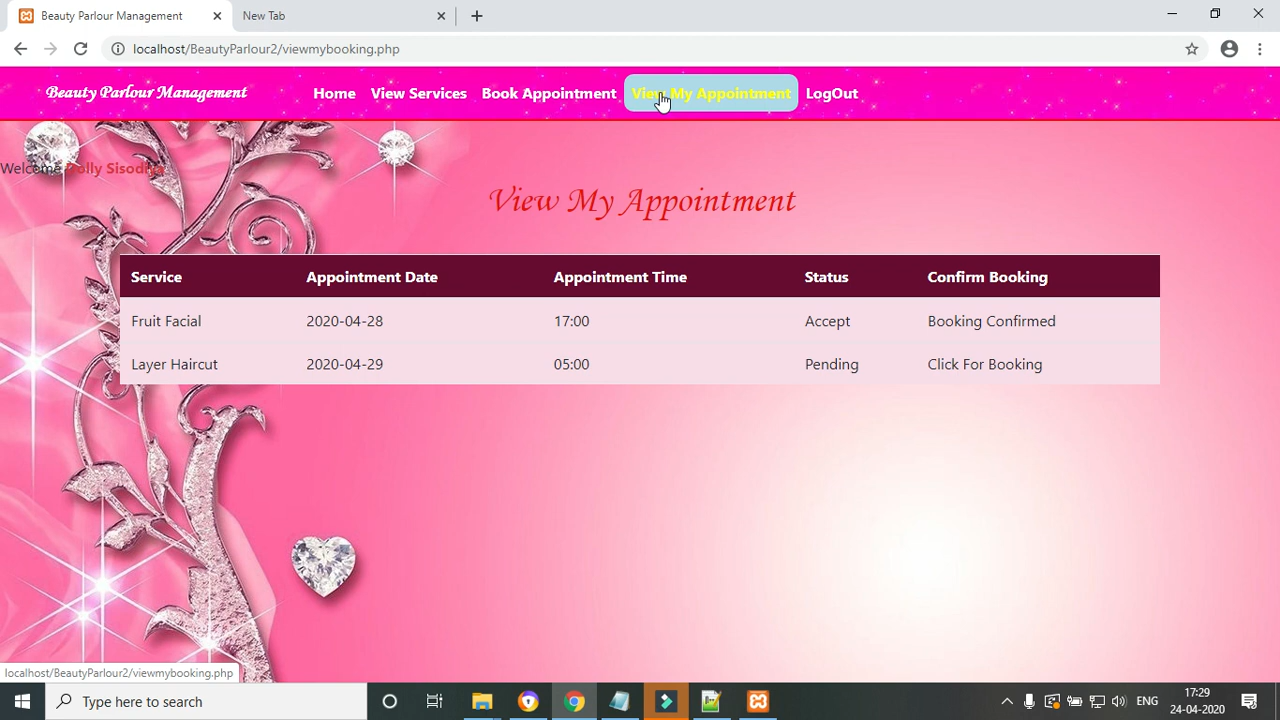 Beauty Parlour Management
New Tab
localhost/BeautyParlour2/viewmybooking.php
Beauty Parlour Management
Home
View Services
Book Appointment
View My Appointment
LogOut
Welcome Dolly Sisodiya
View My Appointment
Service Appointment Date Appointment Time Status Confirm Booking
Fruit Facial 2020-04-28 17:00 Accept Booking Confirmed
Layer Haircut 2020-04-29 05:00 Pending Click For Booking
localhost/BeautyParlour2/viewmybooking.php
Type here to search
ENG
17:29
24-04-2020